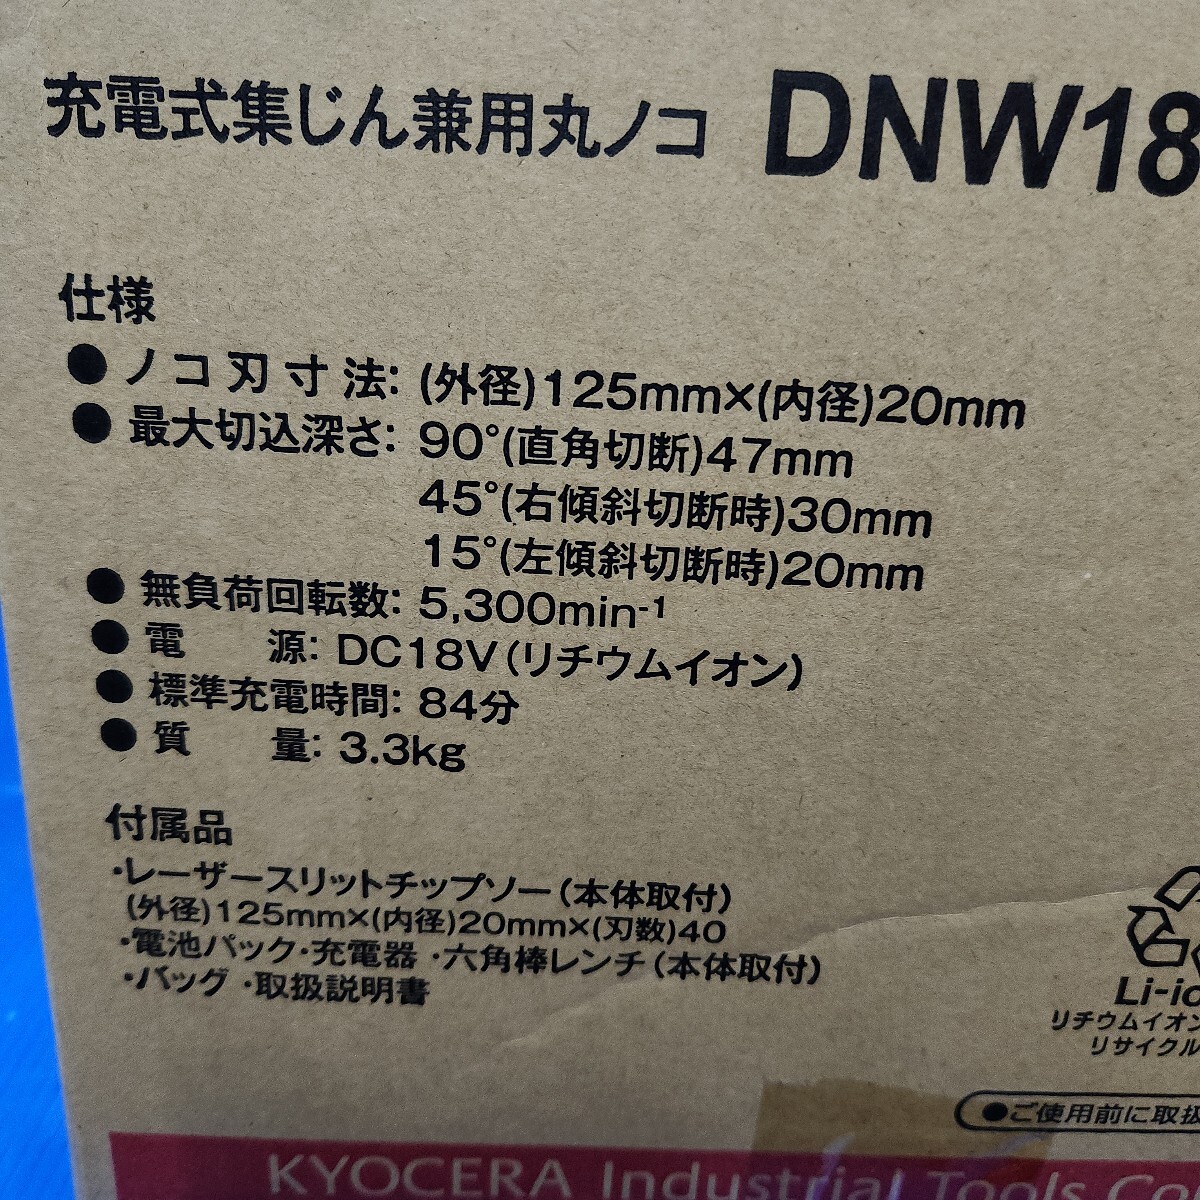 充電式集じん兼用丸ノコ DNW18
仕様
●ノコ刃寸法: (外径)125mm×(内径)20mm
●最大切込深さ: 90°(直角切断)47mm
45°(右傾斜切断時)30mm
15°(左傾斜切断時)20mm
●無負荷回転数: 5,300min-1
●電 源: DC18V(リチウムイオン)
●標準充電時間: 84分
●質 量: 3.3kg
付属品
・レーザースリットチップソー(本体取付)
(外径)125mm×(内径)20mm×(刃数)40
・電池パック・充電器 ・六角棒レンチ(本体取付)
・バッグ ・取扱説明書
Li-io
リチウムイオン
リサイクル
●ご使用前に取扱
KYOCERA Industrial Tools Co